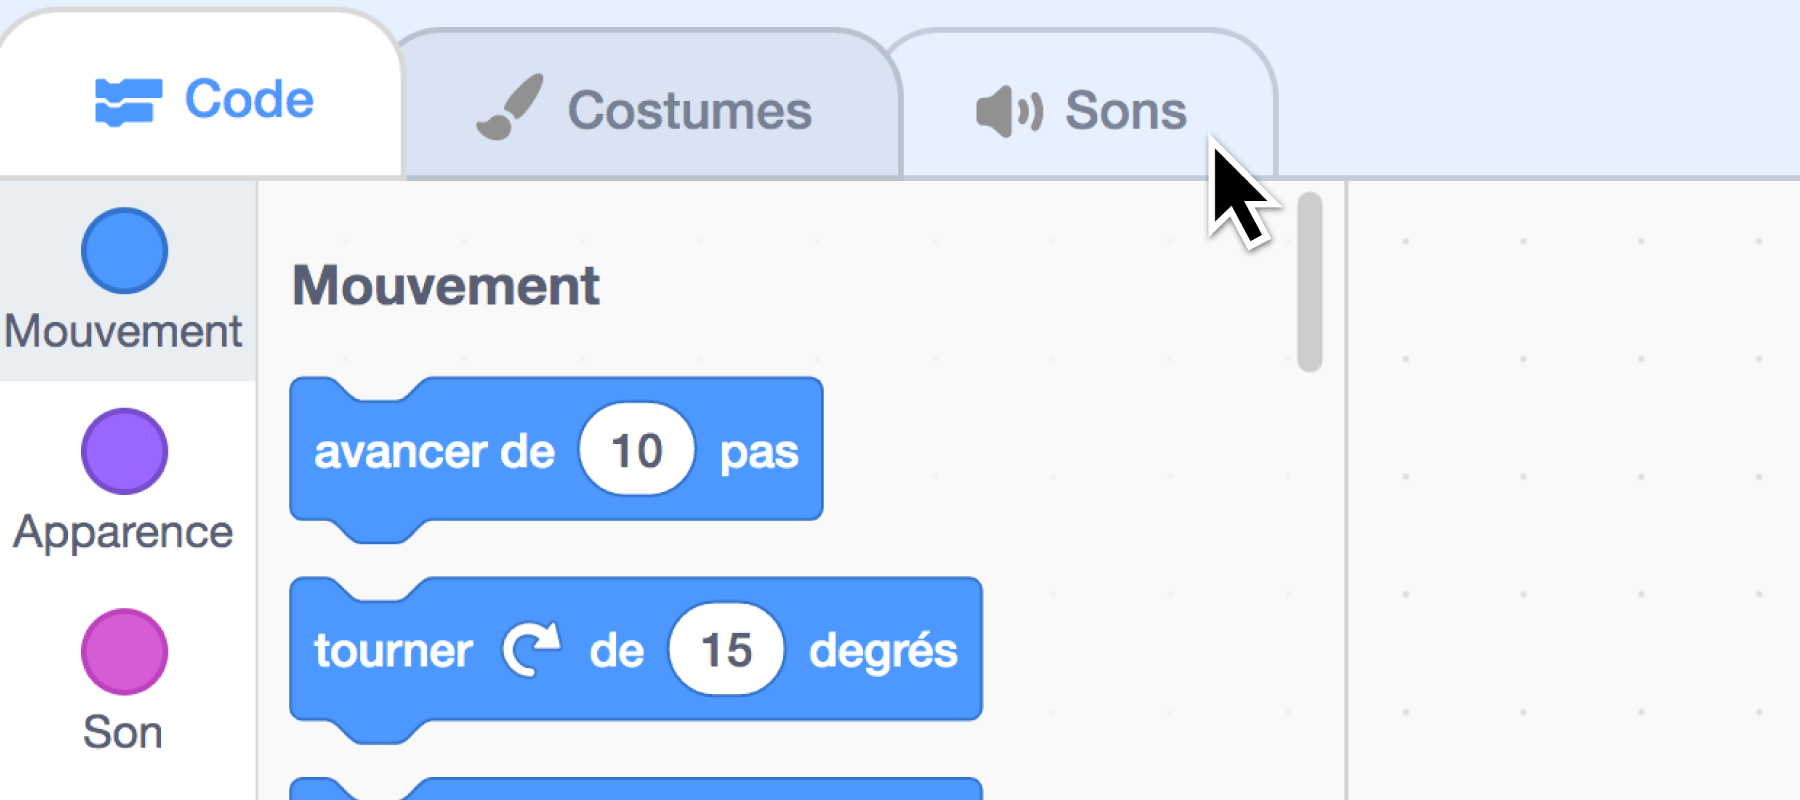 Code
Costumes
Sons
Mouvement
Apparence
Son
Mouvement
avancer de 10 pas
tourner de 15 degrés